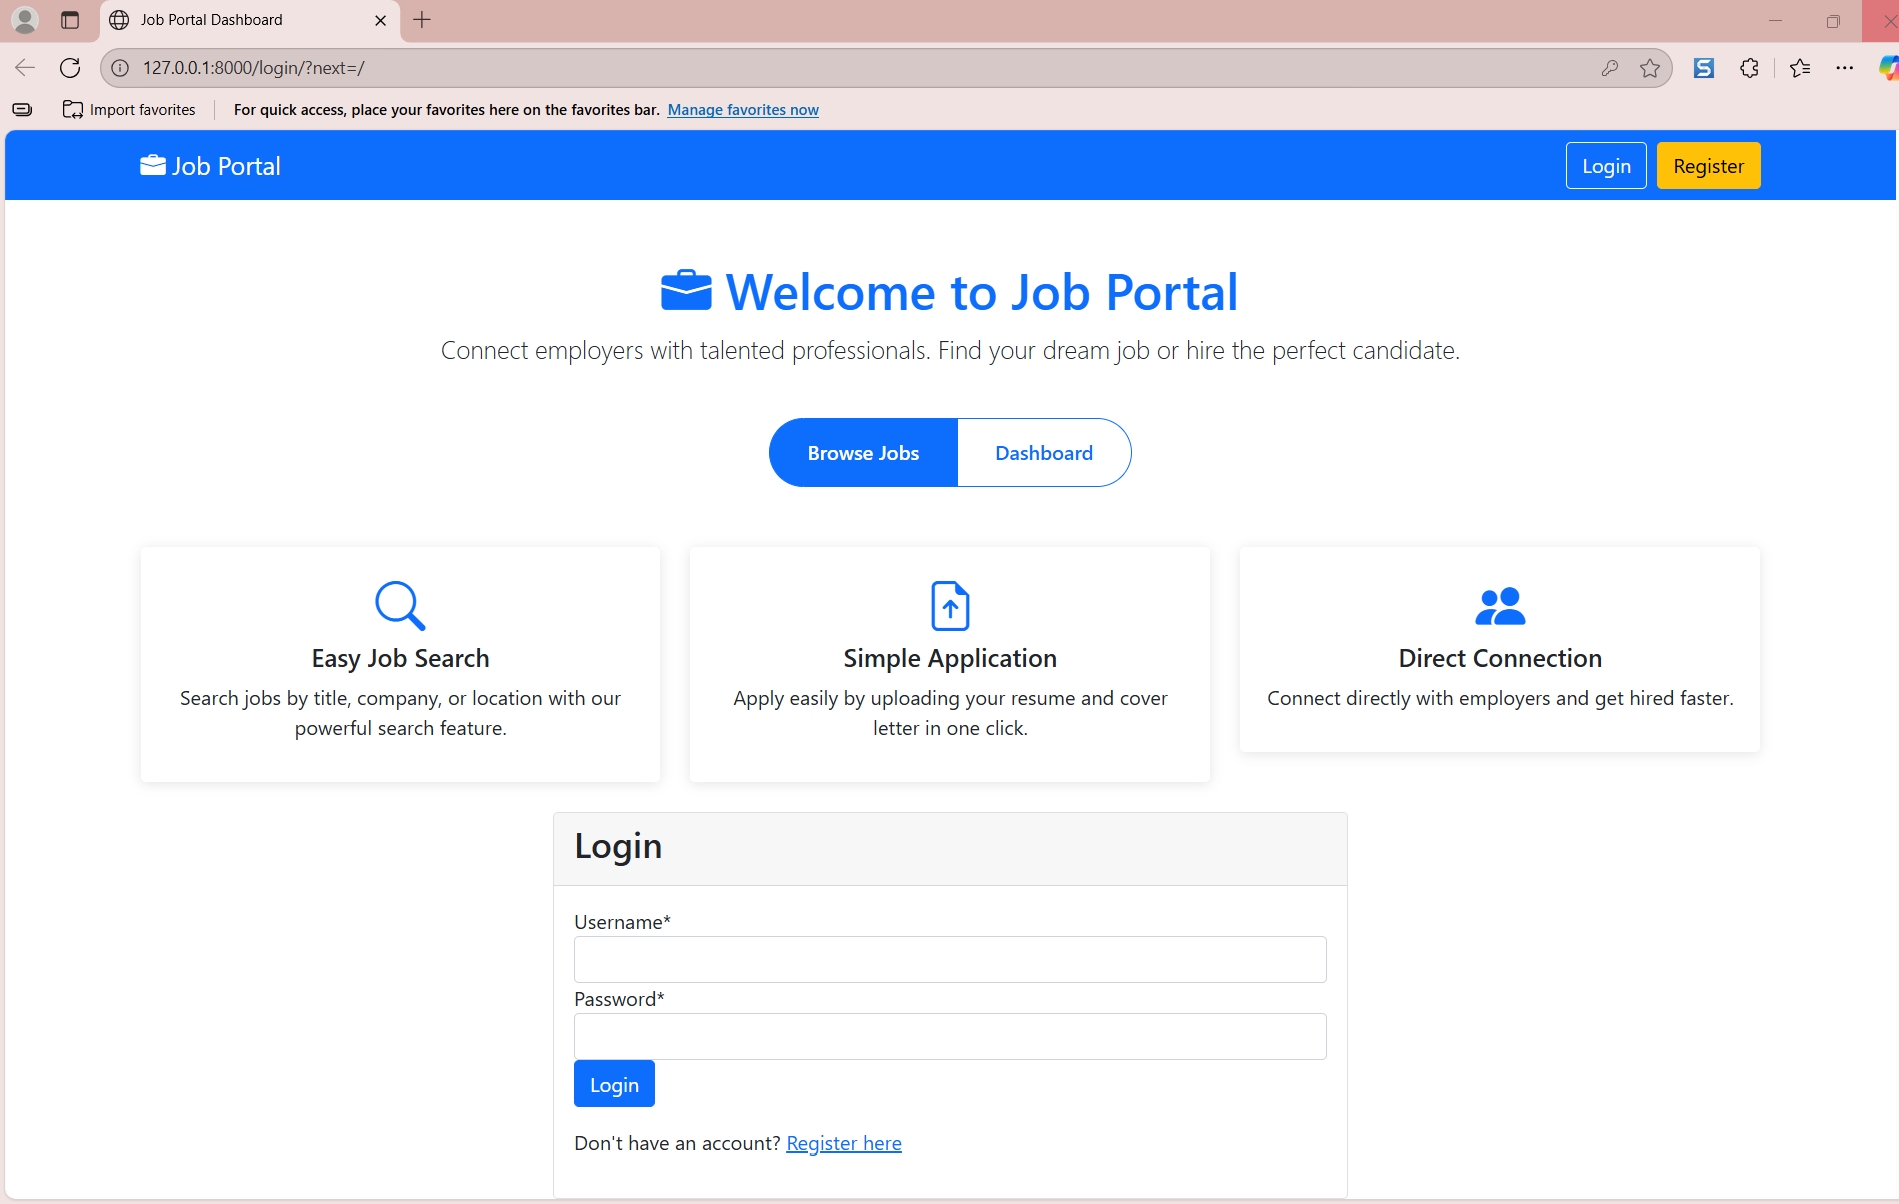 Job Portal Dashboard
127.0.0.1:8000/login/?next=/
Import favorites
For quick access, place your favorites here on the favorites bar. Manage favorites now
Job Portal
Login
Register
Welcome to Job Portal
Connect employers with talented professionals. Find your dream job or hire the perfect candidate.
Browse Jobs
Dashboard
Easy Job Search
Search jobs by title, company, or location with our
powerful search feature.
Simple Application
Apply easily by uploading your resume and cover
letter in one click.
Direct Connection
Connect directly with employers and get hired faster.
Login
Username*
Password*
Login
Don't have an account? Register here